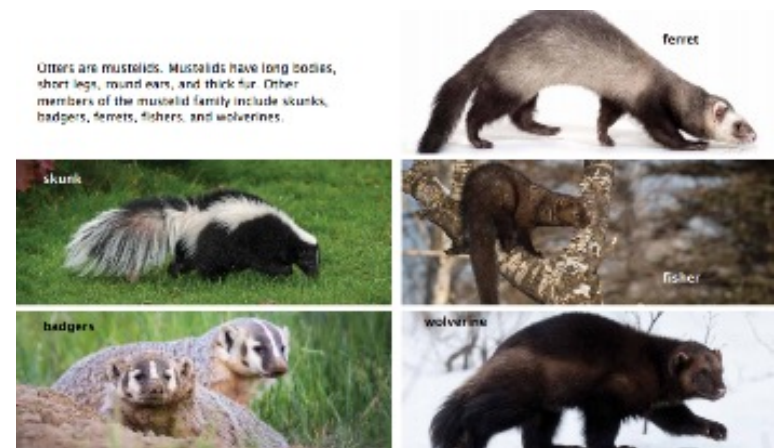 Otters are mustelids. Mustelids have long bodies,
short legs, round ears, and thick fur. Other
members of the mustelid family include skunks,
badgers, ferrets, fishers, and wolverines.
ferret
skunk
fisher
badgers
wolverine